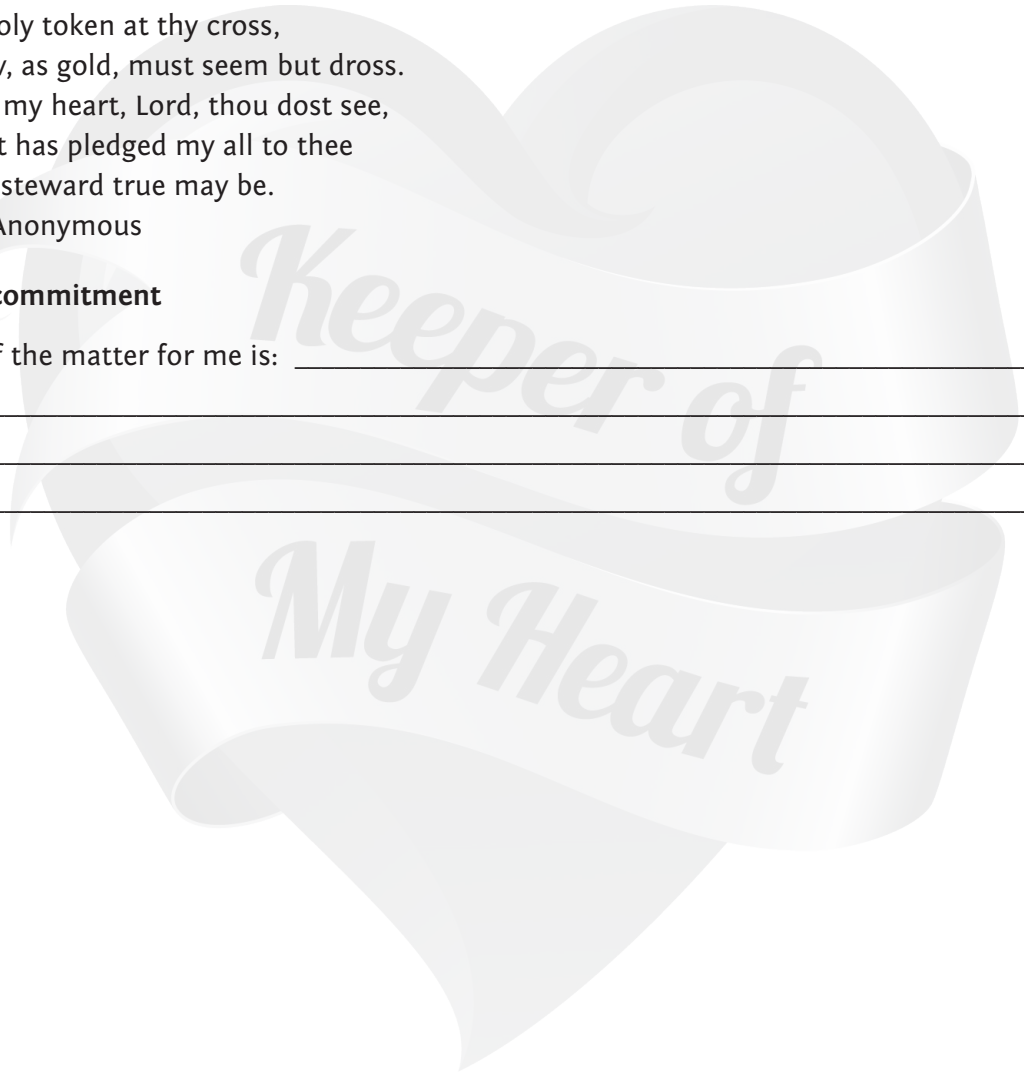 oly token at thy cross,
, as gold, must seem but dross.
my heart, Lord, thou dost see,
t has pledged my all to thee
steward true may be.
Anonymous
commitment
f the matter for me is:
Keeper of
My Heart